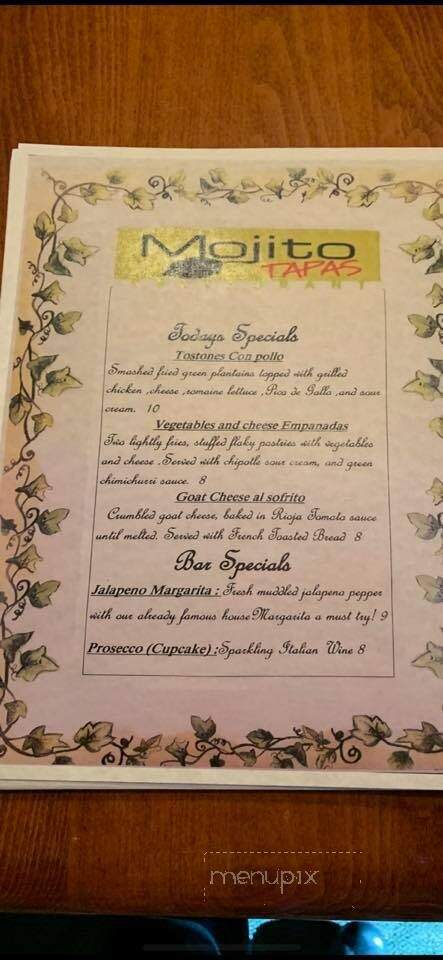 Mojito
TAPAS
RESTAURANT
Todays Specials
Tostones Con pollo
Smashed fried green plantains topped with grilled
chicken ,cheese ,romaine lettuce ,Pico de Gallo ,and sour
cream. 10
Vegetables and cheese Empanadas
Two lightly fries, stuffed flaky pastries with vegetables
and cheese .Served with chipotle sour cream, and green
chimichurri sauce. 8
Goat Cheese al sofrito
Crumbled goat cheese, baked in Rioja Tomato sauce
until melted. Served with French Toasted Bread 8
Bar Specials
Jalapeno Margarita : Fresh muddled jalapeno pepper
with our already famous house Margarita a must try! 9
Prosecco (Cupcake) :Sparkling Italian Wine 8
menupix